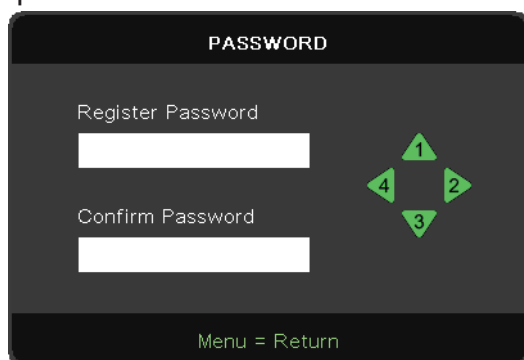 PASSWORD
Register Password
1
4 2
Confirm Password
3
Menu = Return